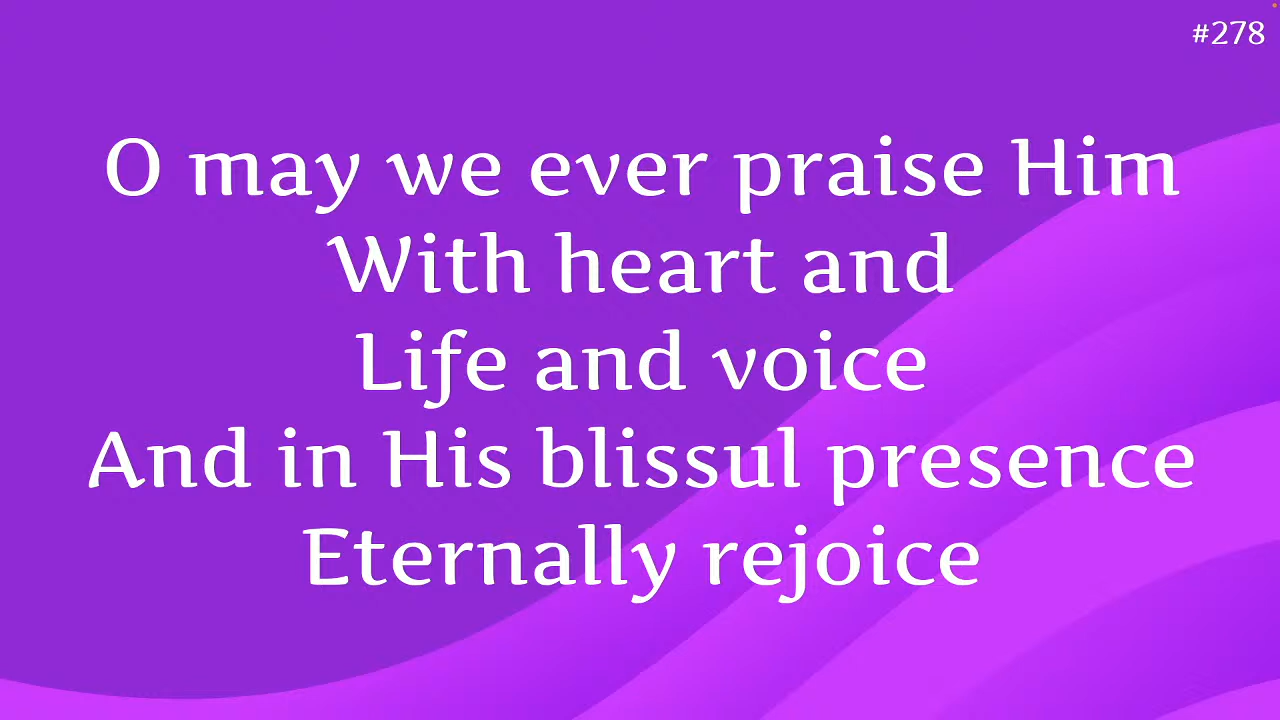 #278
O may we ever praise Him
With heart and
Life and voice
And in His blissul presence
Eternally rejoice